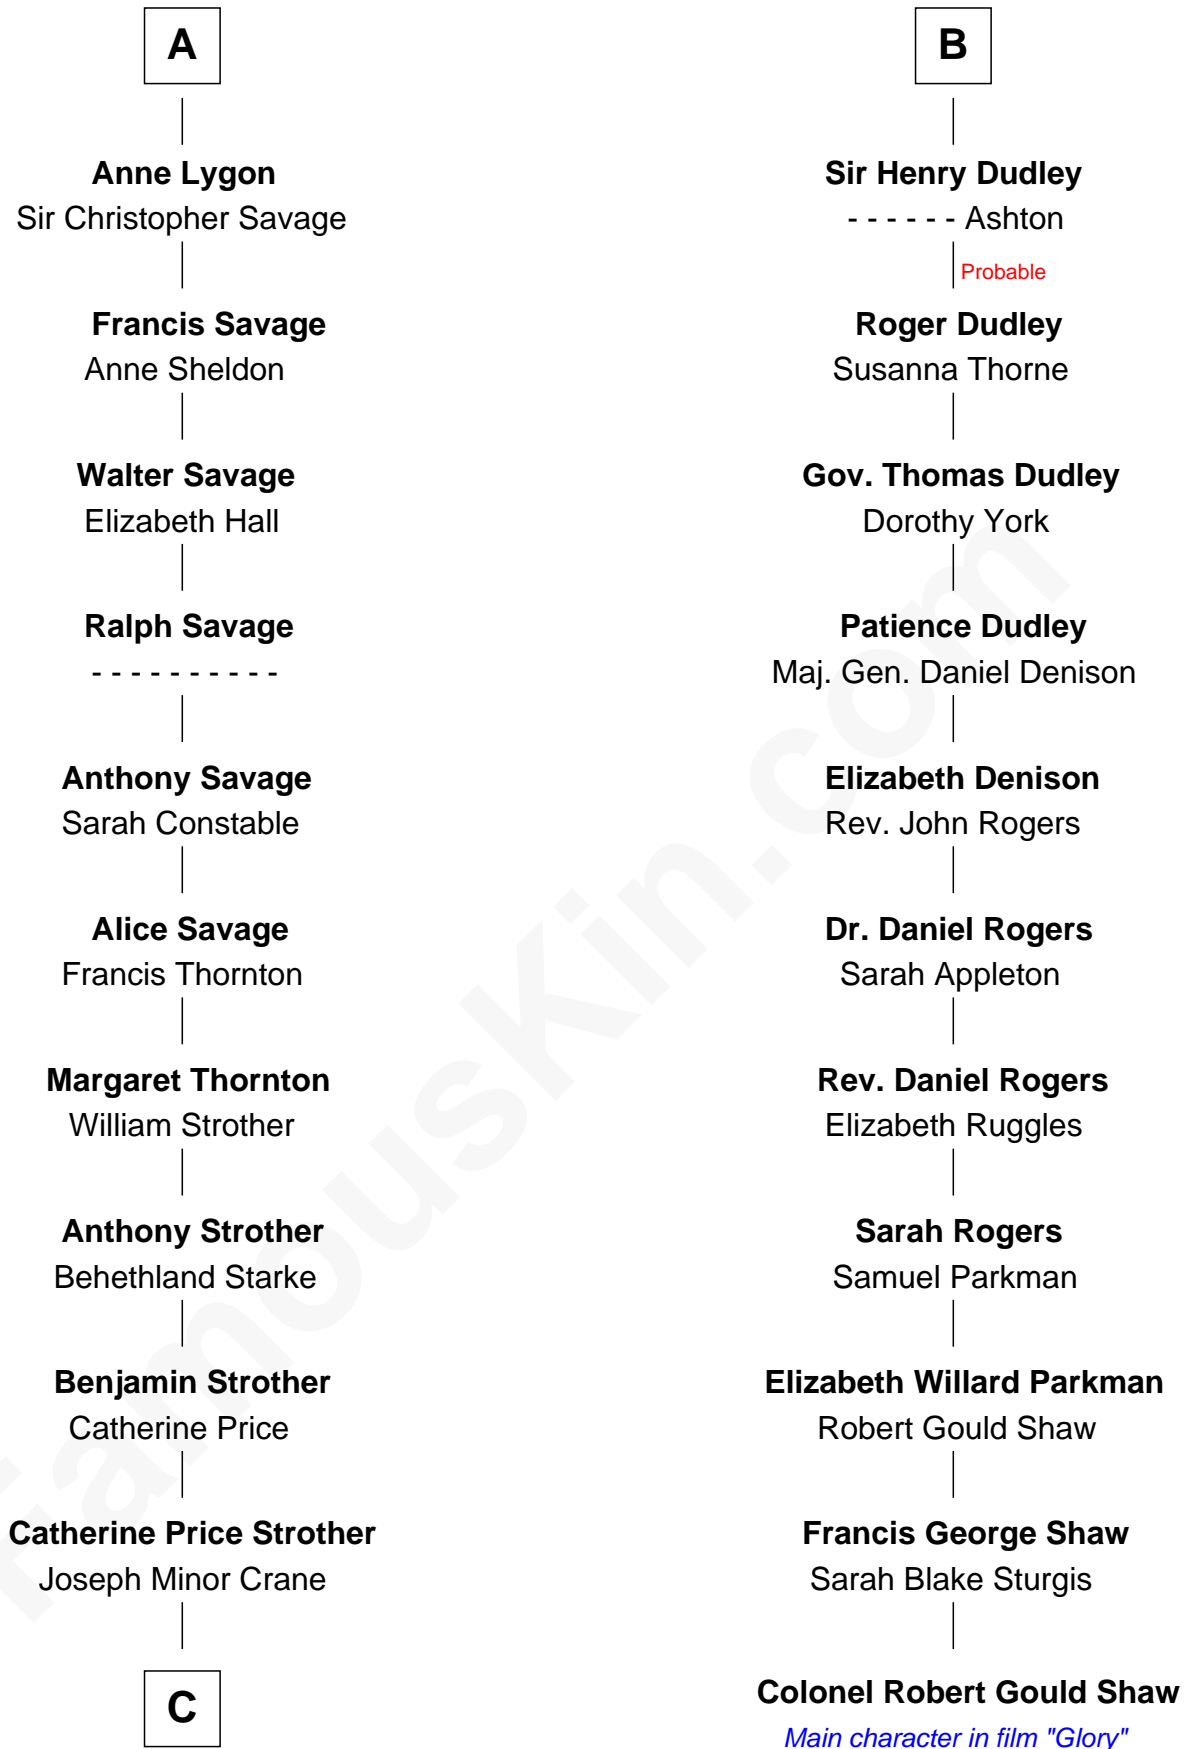 A
Anne Lygon
Sir Christopher Savage
Francis Savage
Anne Sheldon
Walter Savage
Elizabeth Hall
Ralph Savage
- - - - - - - - - -
Anthony Savage
Sarah Constable
Alice Savage
Francis Thornton
Margaret Thornton
William Strother
Anthony Strother
Behethland Starke
Benjamin Strother
Catherine Price
Catherine Price Strother
Joseph Minor Crane
C
B
Sir Henry Dudley
- - - - - - Ashton
Probable
Roger Dudley
Susanna Thorne
Gov. Thomas Dudley
Dorothy York
Patience Dudley
Maj. Gen. Daniel Denison
Elizabeth Denison
Rev. John Rogers
Dr. Daniel Rogers
Sarah Appleton
Rev. Daniel Rogers
Elizabeth Ruggles
Sarah Rogers
Samuel Parkman
Elizabeth Willard Parkman
Robert Gould Shaw
Francis George Shaw
Sarah Blake Sturgis
Colonel Robert Gould Shaw
Main character in film "Glory"
FamousKin.com